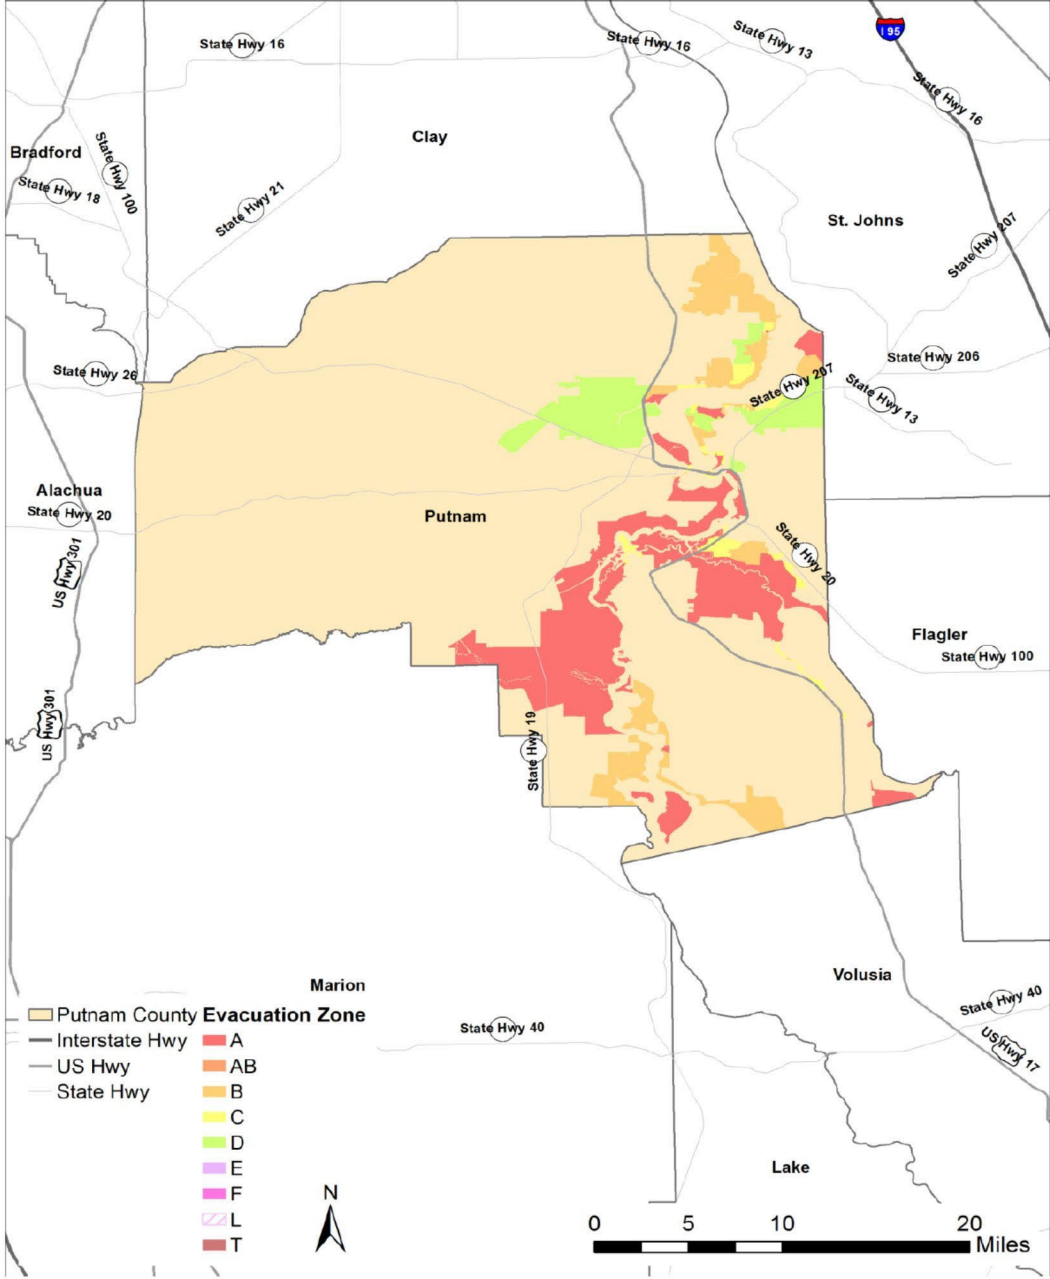 State Hwy 16
State Hwy 16
State Hwy 13
I 95
State Hwy 16
Clay
Bradford
State Hwy 100
State Hwy 18
State Hwy 21
St. Johns
State Hwy 207
State Hwy 206
State Hwy 26
State Hwy 207
State Hwy 13
Alachua
State Hwy 20
Putnam
US Hwy 301
State Hwy 20
Flagler
State Hwy 100
US Hwy 301
State Hwy 19
Marion
Volusia
State Hwy 40
State Hwy 40
US Hwy 17
Lake
Putnam County
Interstate Hwy
US Hwy
State Hwy
Evacuation Zone
A
AB
B
C
D
E
F
L
T
N
0 5 10 20
Miles